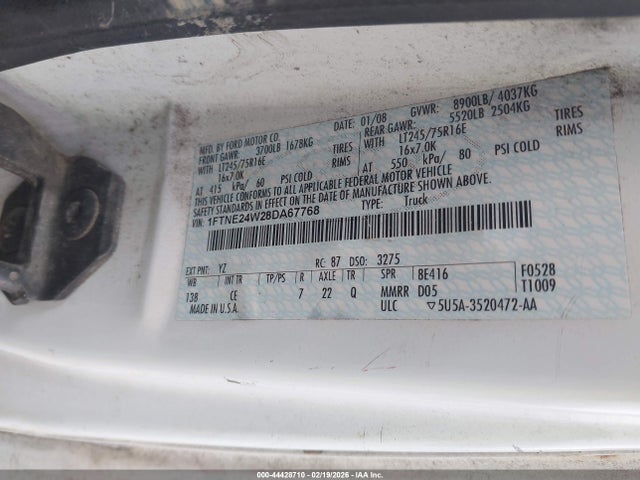 MFD. BY FORD MOTOR CO.
DATE: 01/08 GVWR: 8900LB/ 4037KG
FRONT GAWR: 3700LB 1678KG
REAR GAWR: 5520LB 2504KG
WITH LT245/75R16E TIRES
WITH LT245/75R16E TIRES
16x7.0K RIMS
16x7.0K RIMS
AT 415 kPa/ 60 PSI COLD
AT 550 kPa/ 80 PSI COLD
THIS VEHICLE CONFORMS TO ALL APPLICABLE FEDERAL MOTOR VEHICLE
SAFETY STANDARDS IN EFFECT ON THE DATE OF MANUFACTURE SHOWN ABOVE.
VIN: 1FTNE24W28DA67768
TYPE: Truck
EXT PNT: YZ RC: 87 DSO: 3275
WB INT TR TP/PS R AXLE TR SPR 8E416 F0528
138 CE 7 22 Q MMRR D05 T1009
MADE IN U.S.A. ULC ▽5U5A-3520472-AA
000-44428710 - 02/19/2026 - IAAI.COM